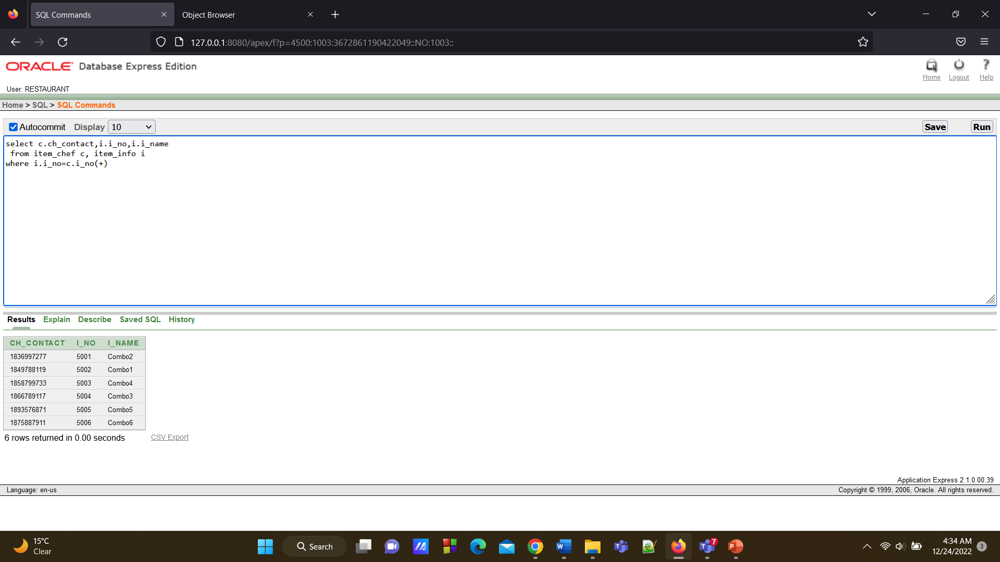 SQL Commands
Object Browser
127.0.0.1:8080/apex/f?p=4500:1003:3672861190422049::NO:1003::
ORACLE Database Express Edition
Home Logout Help
User: RESTAURANT
Home > SQL > SQL Commands
Autocommit Display 10
Save Run
select c.ch_contact,i.i_no,i.i_name
from item_chef c, item_info i
where i.i_no=c.i_no(+)
Results Explain Describe Saved SQL History
CH_CONTACT I_NO I_NAME
1836997277 5001 Combo2
1849788119 5002 Combo1
1858799733 5003 Combo4
1866789117 5004 Combo3
1893576871 5005 Combo5
1875887911 5006 Combo6
6 rows returned in 0.00 seconds CSV Export
Application Express 2.1.0.00.39
Language: en-us Copyright © 1999, 2006, Oracle. All rights reserved.
15°C
Clear
Search
7
4:34 AM
12/24/2022
3